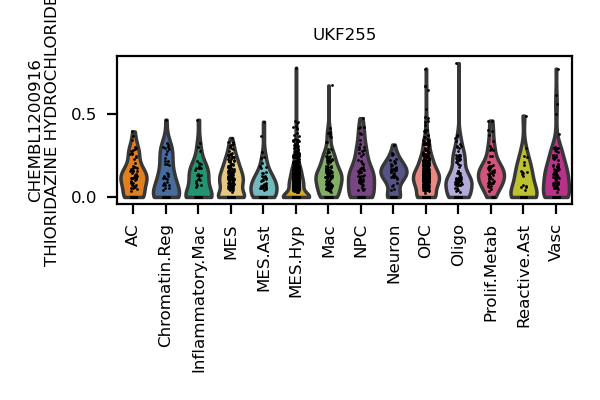 UKF255
CHEMBL1200916
THIORIDAZINE HYDROCHLORIDE
0.5
0.0
AC
Chromatin.Reg
Inflammatory.Mac
MES
MES.Ast
MES.Hyp
Mac
NPC
Neuron
OPC
Oligo
Prolif.Metab
Reactive.Ast
Vasc